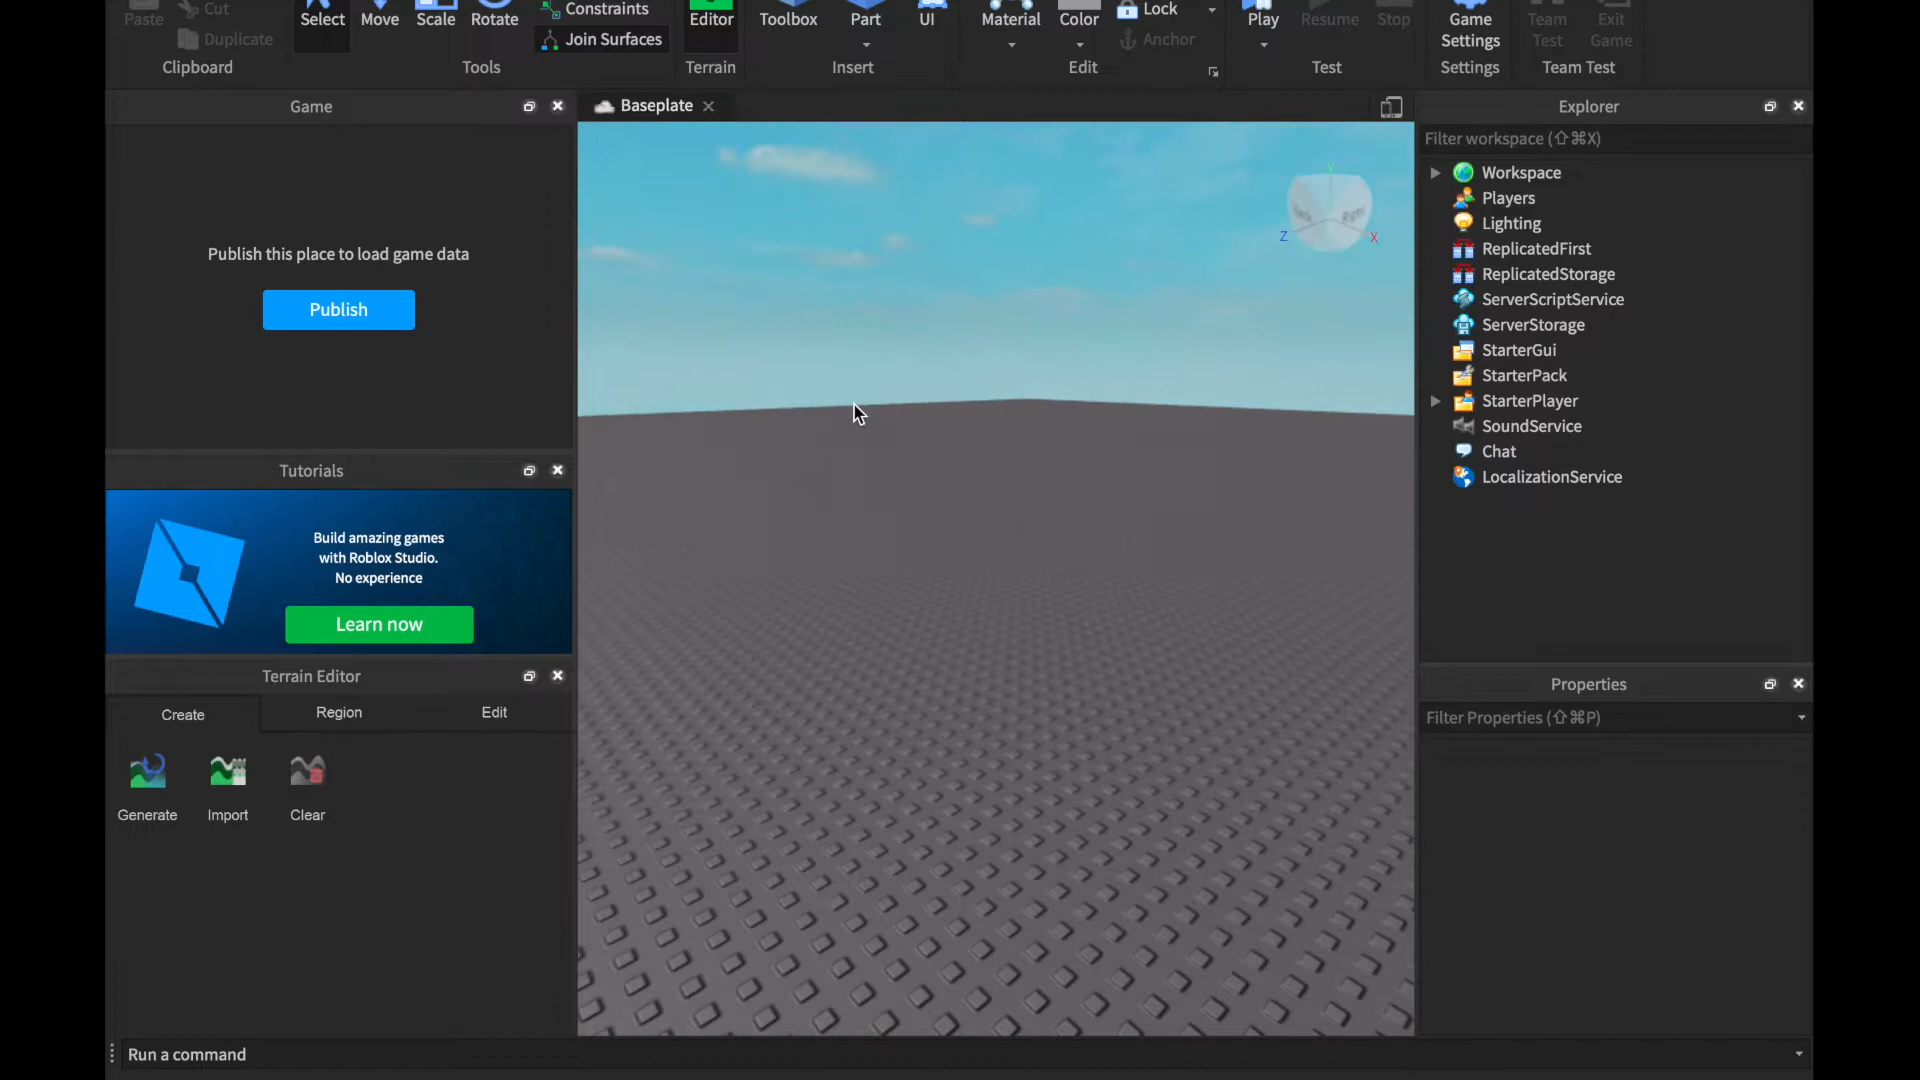 Paste
Cut
Duplicate
Clipboard
Select
Move
Scale
Rotate
Constraints
Join Surfaces
Tools
Editor
Terrain
Toolbox
Part
UI
Insert
Material
Color
Lock
Anchor
Edit
Play
Resume
Stop
Test
Game
Settings
Settings
Team
Test
Exit
Game
Team Test
Game
Publish this place to load game data
Publish
Tutorials
Build amazing games
with Roblox Studio.
No experience
Learn now
Terrain Editor
Create
Region
Edit
Generate
Import
Clear
Baseplate
Y
Z
X
Explorer
Filter workspace (⇧⌘X)
Workspace
Players
Lighting
ReplicatedFirst
ReplicatedStorage
ServerScriptService
ServerStorage
StarterGui
StarterPack
StarterPlayer
SoundService
Chat
LocalizationService
Properties
Filter Properties (⇧⌘P)
Run a command